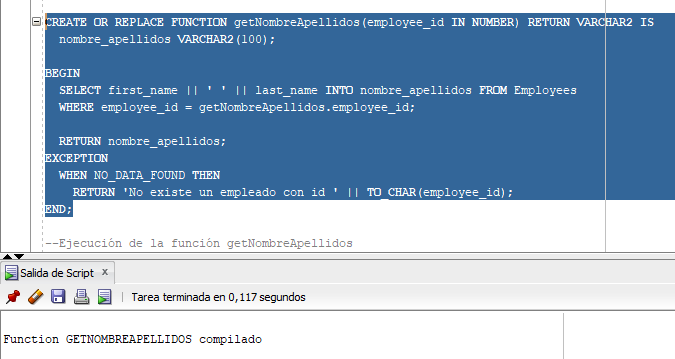 CREATE OR REPLACE FUNCTION getNombreApellidos(employee_id IN NUMBER) RETURN VARCHAR2 IS
  nombre_apellidos VARCHAR2(100);

BEGIN
  SELECT first_name || ' ' || last_name INTO nombre_apellidos FROM Employees
  WHERE employee_id = getNombreApellidos.employee_id;

  RETURN nombre_apellidos;
EXCEPTION
  WHEN NO_DATA_FOUND THEN
    RETURN 'No existe un empleado con id ' || TO_CHAR(employee_id);
END;

--Ejecución de la función getNombreApellidos
Salida de Script x
Tarea terminada en 0,117 segundos
Function GETNOMBREAPELLIDOS compilado